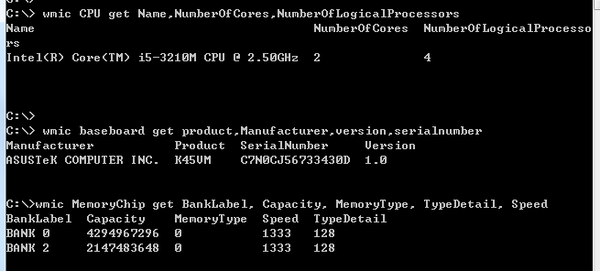 C:\>
C:\> wmic CPU get Name,NumberOfCores,NumberOfLogicalProcessors
Name NumberOfCores NumberOfLogicalProcesso
rs
Intel(R) Core(TM) i5-3210M CPU @ 2.50GHz 2 4
C:\>
C:\> wmic baseboard get product,Manufacturer,version,serialnumber
Manufacturer Product SerialNumber Version
ASUSTeK COMPUTER INC. K45VM C7N0CJ56733430D 1.0
C:\>wmic MemoryChip get BankLabel, Capacity, MemoryType, TypeDetail, Speed
BankLabel Capacity MemoryType Speed TypeDetail
BANK 0 4294967296 0 1333 128
BANK 2 2147483648 0 1333 128